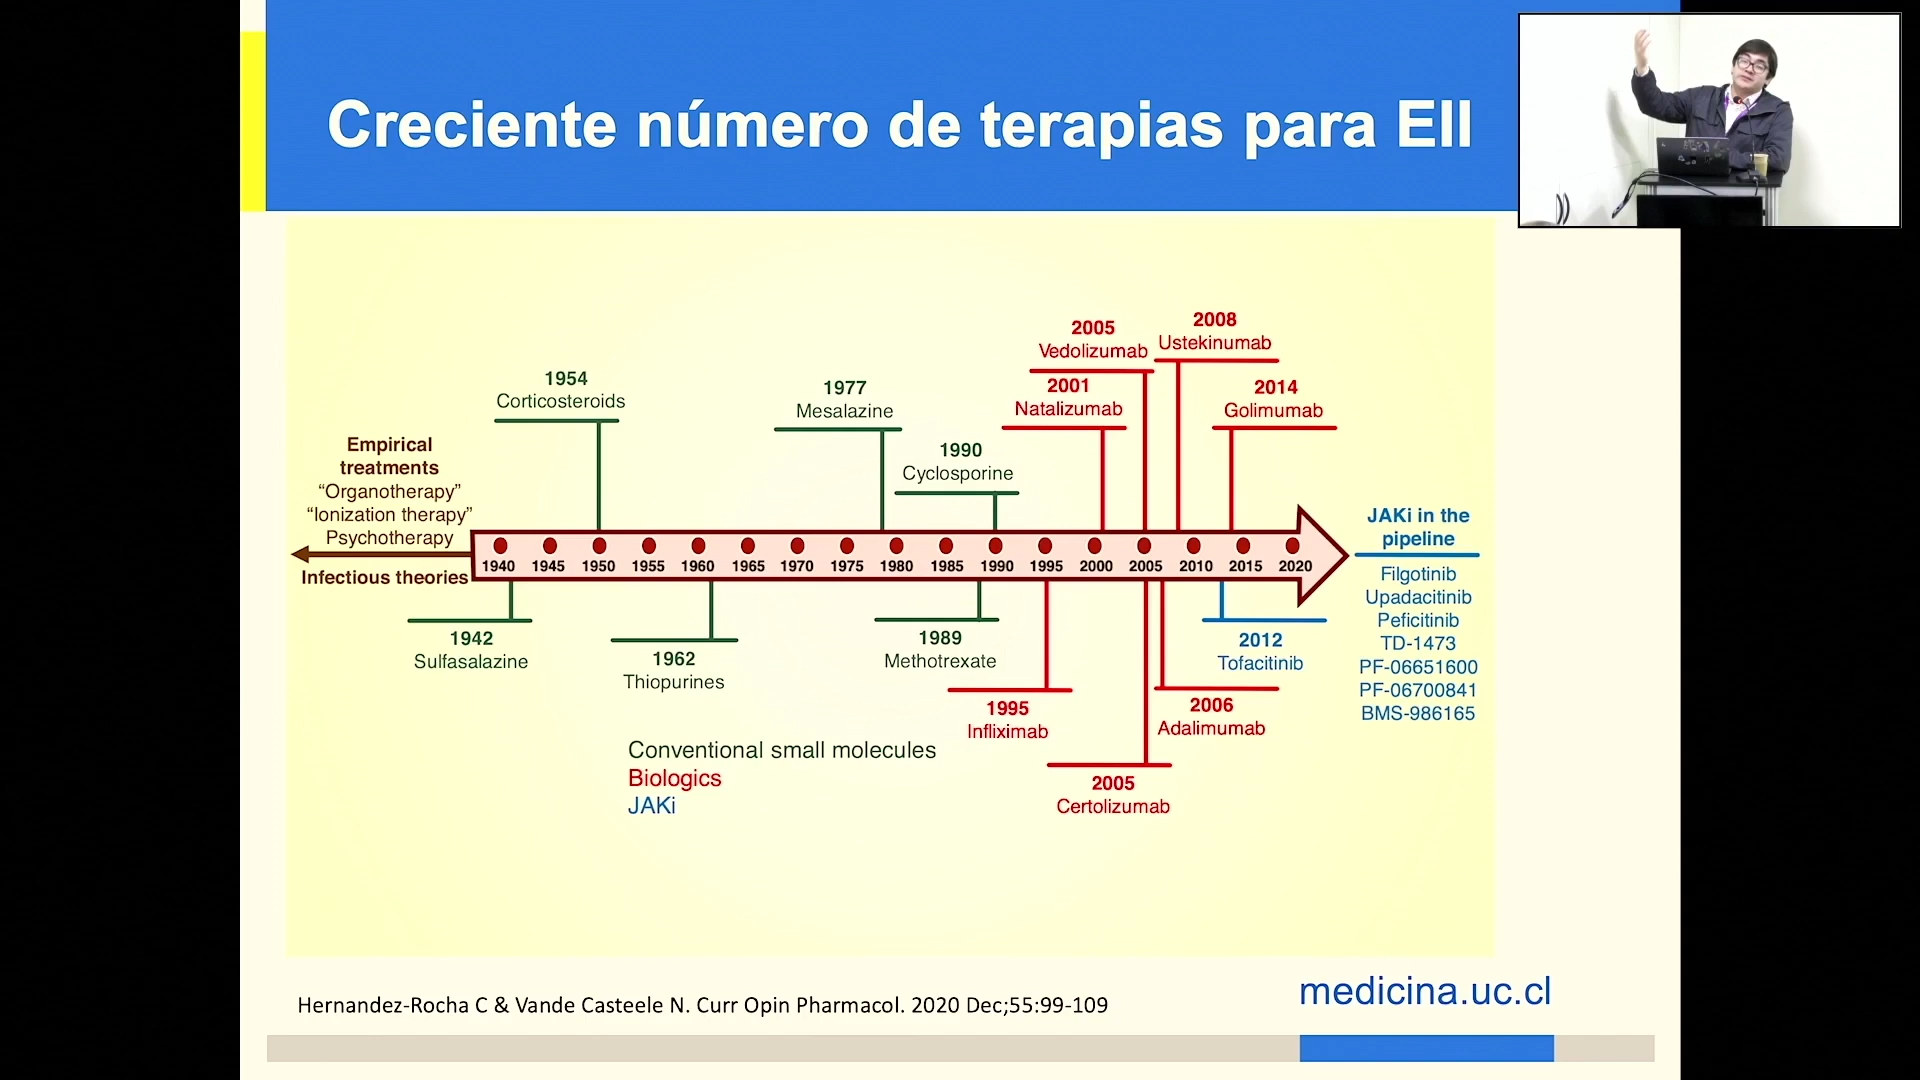 Creciente número de terapias para EII
2005
Vedolizumab
2008
Ustekinumab
1954
Corticosteroids
1977
Mesalazine
2001
Natalizumab
2014
Golimumab
Empirical
treatments
“Organotherapy”
“Ionization therapy”
Psychotherapy
1990
Cyclosporine
Infectious theories
1940 1945 1950 1955 1960 1965 1970 1975 1980 1985 1990 1995 2000 2005 2010 2015 2020
JAKi in the
pipeline
Filgotinib
Upadacitinib
Peficitinib
TD-1473
PF-06651600
PF-06700841
BMS-986165
1942
Sulfasalazine
1962
Thiopurines
1989
Methotrexate
2012
Tofacitinib
1995
Infliximab
2006
Adalimumab
2005
Certolizumab
Conventional small molecules
Biologics
JAKi
Hernandez-Rocha C & Vande Casteele N. Curr Opin Pharmacol. 2020 Dec;55:99-109
medicina.uc.cl